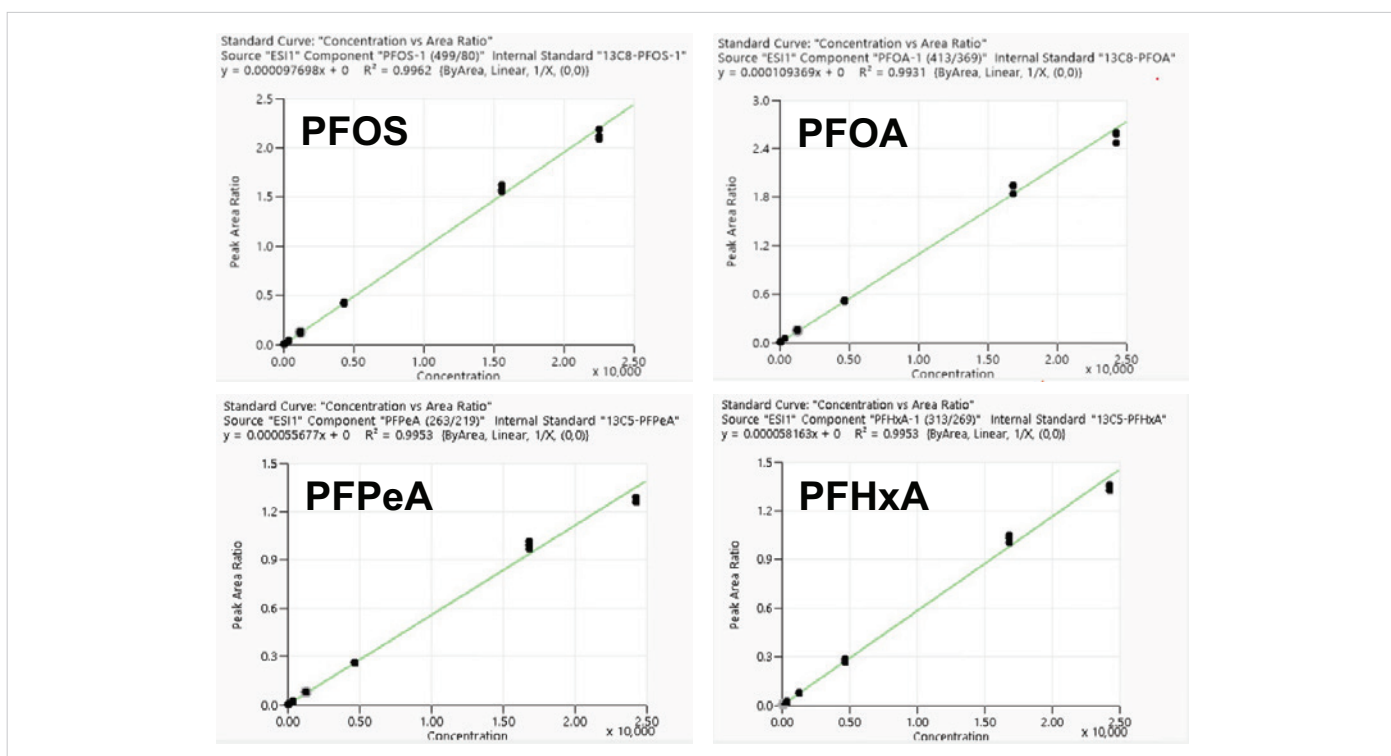 Standard Curve: "Concentration vs Area Ratio"
Source "ESI1" Component "PFOS-1 (499/80)" Internal Standard "13C8-PFOS-1"
y = 0.000097698x + 0 R² = 0.9962 {ByArea, Linear, 1/X, (0,0)}
PFOS
Peak Area Ratio
2.5
2.0
1.5
1.0
0.5
0.0
0.00 0.50 1.00 1.50 2.00 2.50
Concentration x 10,000
Standard Curve: "Concentration vs Area Ratio"
Source "ESI1" Component "PFOA-1 (413/369)" Internal Standard "13C8-PFOA"
y = 0.000109369x + 0 R² = 0.9931 {ByArea, Linear, 1/X, (0,0)}
PFOA
Peak Area Ratio
3.0
2.4
1.8
1.2
0.6
0.0
0.00 0.50 1.00 1.50 2.00 2.50
Concentration x 10,000
Standard Curve: "Concentration vs Area Ratio"
Source "ESI1" Component "PFPeA (263/219)" Internal Standard "13C5-PFPeA"
y = 0.000055677x + 0 R² = 0.9953 {ByArea, Linear, 1/X, (0,0)}
PFPeA
Peak Area Ratio
1.5
1.2
0.9
0.6
0.3
0.0
0.00 0.50 1.00 1.50 2.00 2.50
Concentration x 10,000
Standard Curve: "Concentration vs Area Ratio"
Source "ESI1" Component "PFHxA-1 (313/269)" Internal Standard "13C5-PFHxA"
y = 0.000058163x + 0 R² = 0.9953 {ByArea, Linear, 1/X, (0,0)}
PFHxA
Peak Area Ratio
1.5
1.2
0.9
0.6
0.3
0.0
0.00 0.50 1.00 1.50 2.00 2.50
Concentration x 10,000